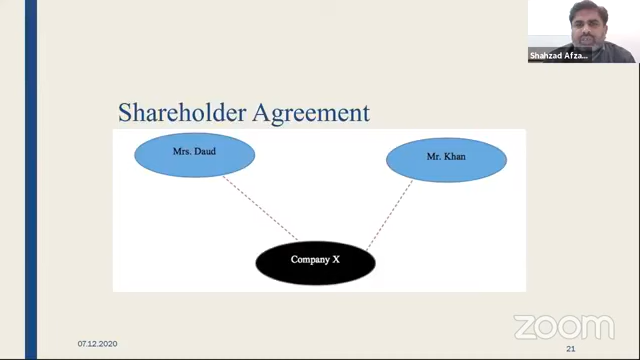 Shahzad Afza...
Shareholder Agreement
Mrs. Daud
Mr. Khan
Company X
zoom
07.12.2020
21